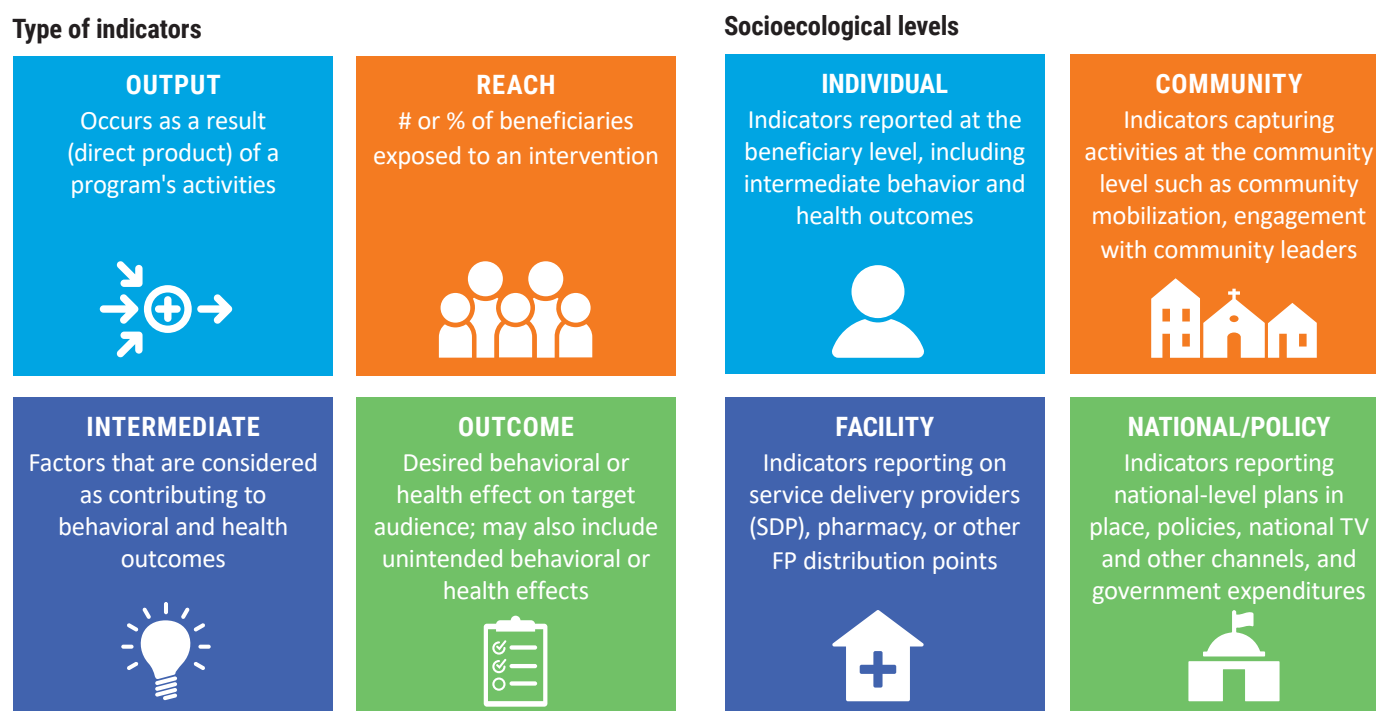 Type of indicators
OUTPUT
Occurs as a result
(direct product) of a
program's activities
REACH
# or % of beneficiaries
exposed to an intervention
INTERMEDIATE
Factors that are considered
as contributing to
behavioral and health
outcomes
OUTCOME
Desired behavioral or
health effect on target
audience; may also include
unintended behavioral or
health effects
Socioecological levels
INDIVIDUAL
Indicators reported at the
beneficiary level, including
intermediate behavior and
health outcomes
COMMUNITY
Indicators capturing
activities at the community
level such as community
mobilization, engagement
with community leaders
FACILITY
Indicators reporting on
service delivery providers
(SDP), pharmacy, or other
FP distribution points
NATIONAL/POLICY
Indicators reporting
national-level plans in
place, policies, national TV
and other channels, and
government expenditures